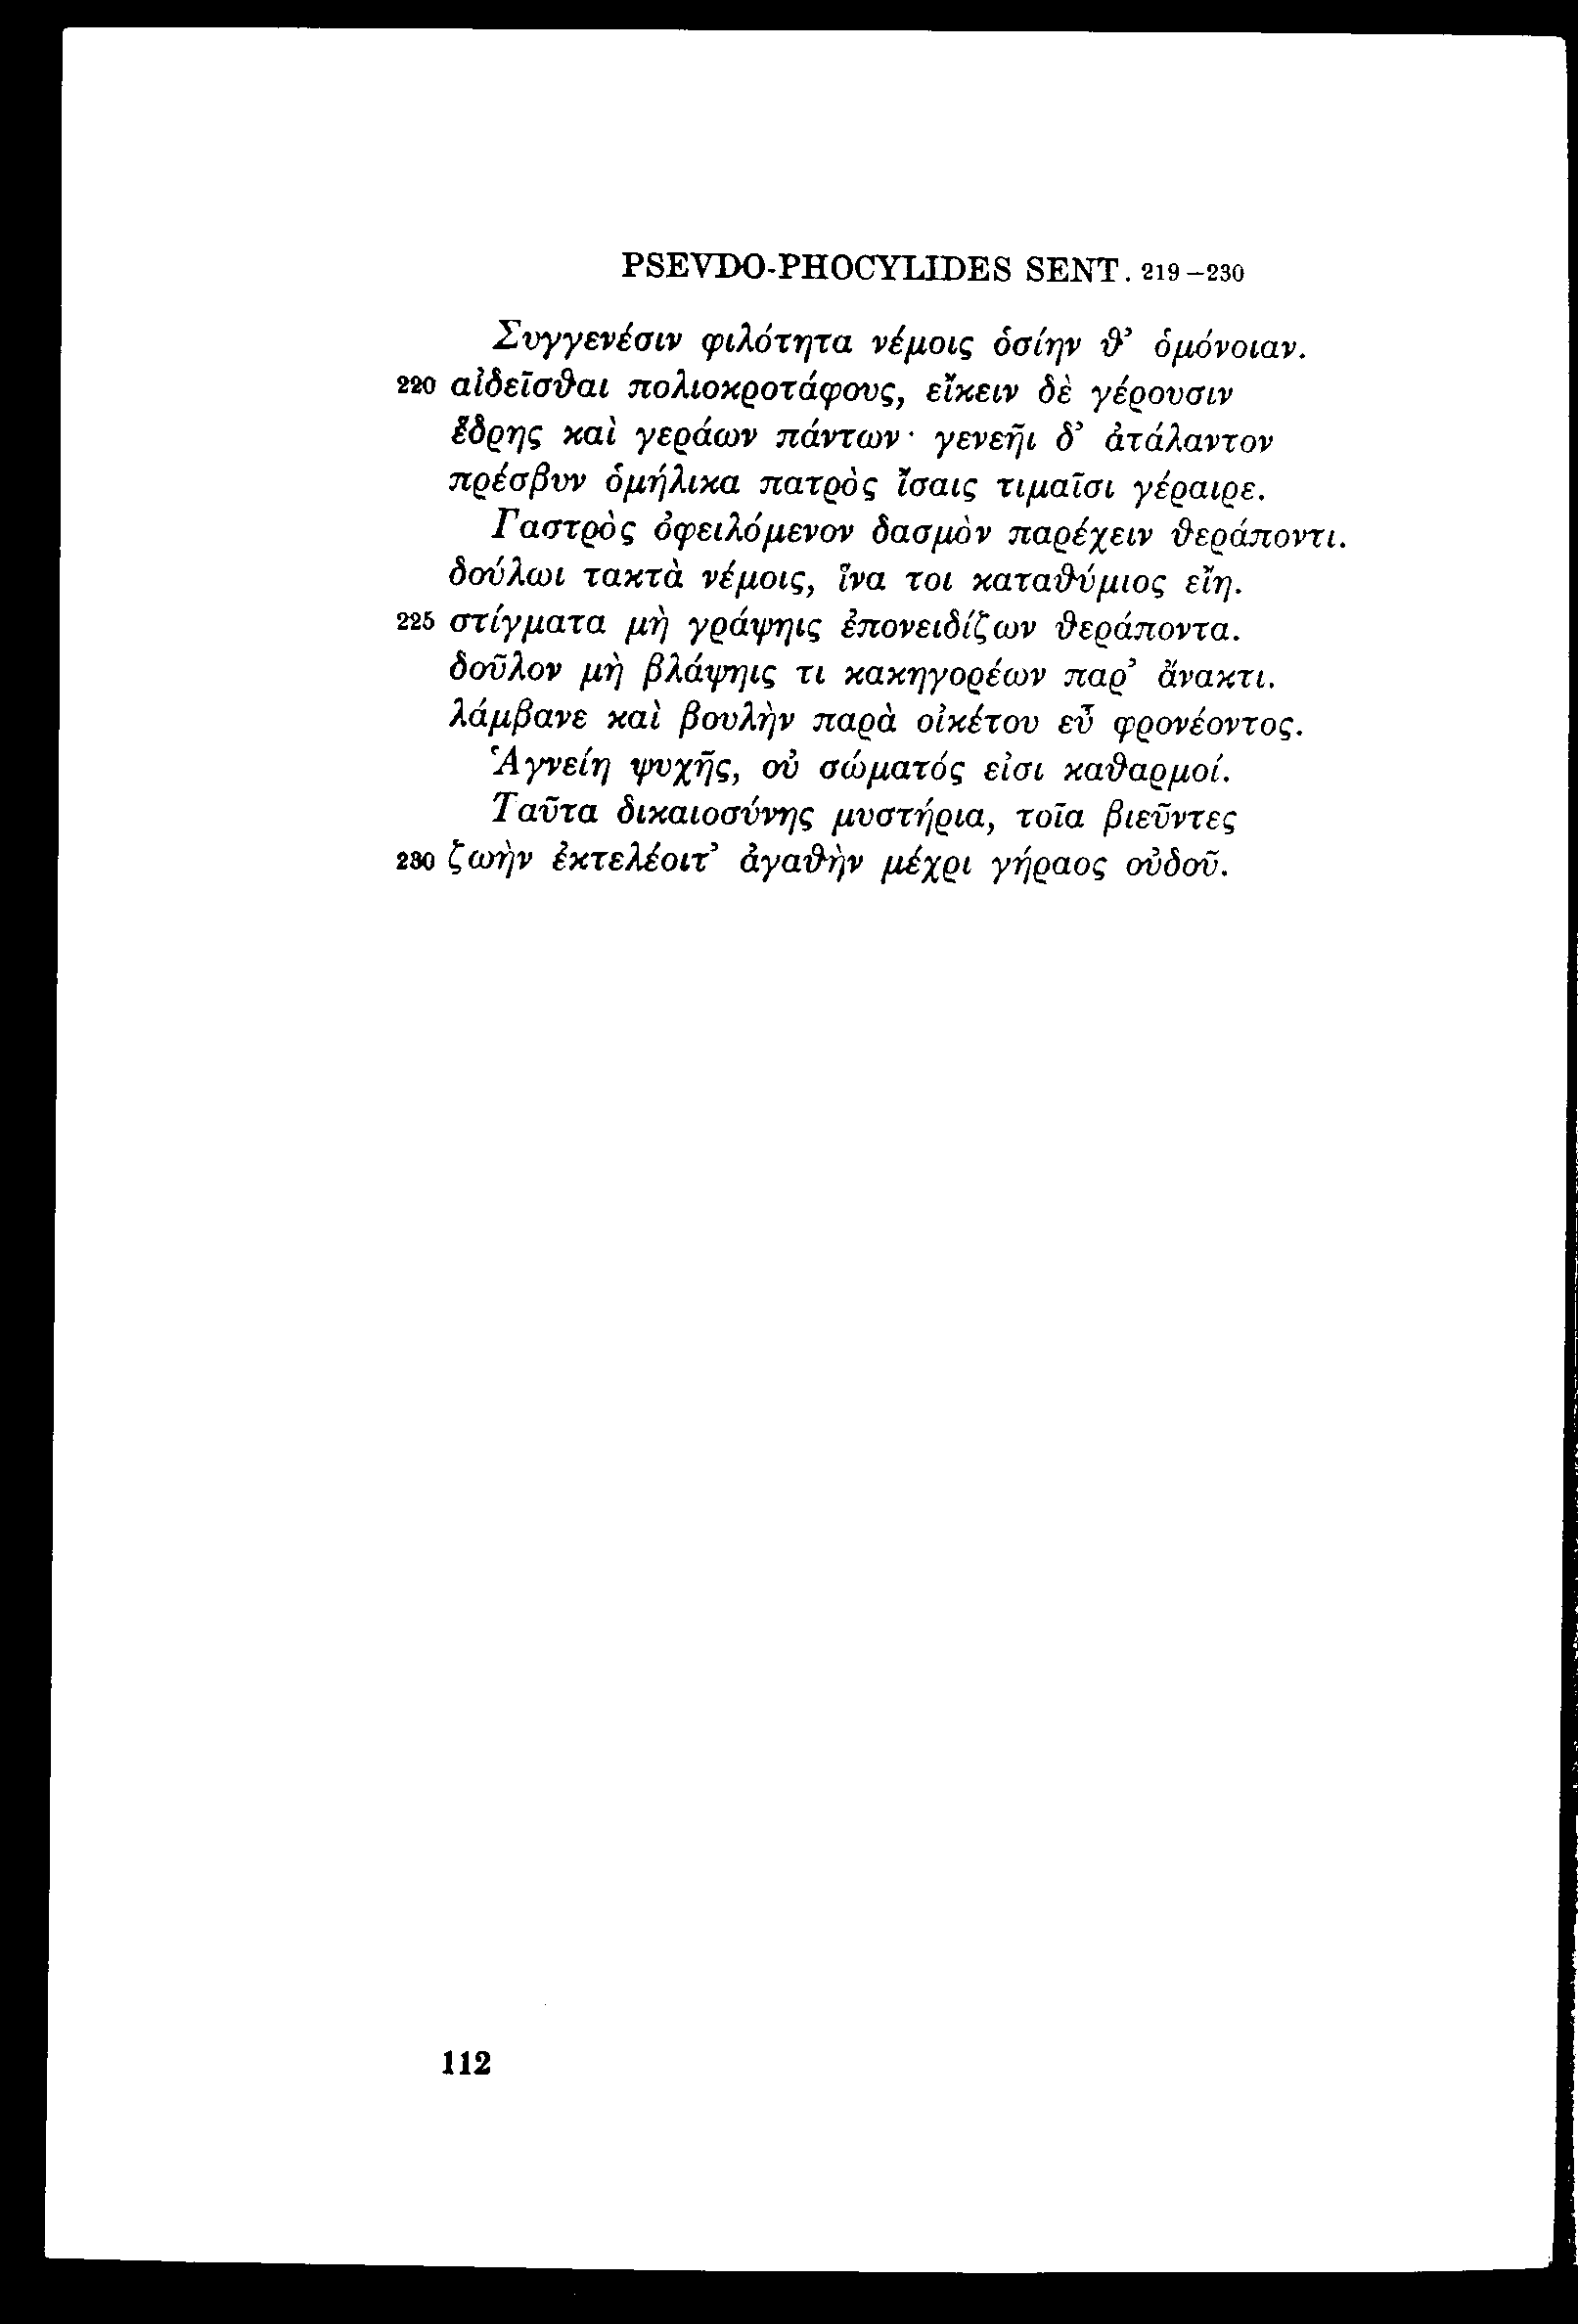 PSEVDO-PHOCYLIDES SENT. 219–230
Συγγενέσιν φιλότητα νέμοις ὁσίην ϑ’ ὁμόνοιαν.
220 αἰδεῖσϑαι πολιοκροτάφους, εἴκειν δὲ γέρουσιν
ἕδρης καὶ γεράων πάντων· γενεῆι δ’ ἀτάλαντον
πρέσβυν ὁμήλικα πατρὸς ἴσαις τιμαῖσι γέραιρε.
Γαστρὸς ὀφειλόμενον δασμὸν παρέχειν ϑεράποντι.
δούλωι τακτὰ νέμοις, ἵνα τοι καταϑύμιος εἴη.
225 στίγματα μὴ γράψηις ἐπονειδίζων ϑεράποντα.
δοῦλον μὴ βλάψηις τι κακηγορέων παρ’ ἄνακτι.
λάμβανε καὶ βουλὴν παρὰ οἰκέτου εὖ φρονέοντος.
Ἁγνείη ψυχῆς, οὐ σώματός εἰσι καϑαρμοί.
Ταῦτα δικαιοσύνης μυστήρια, τοῖα βιεῦντες
230 ζωὴν ἐκτελέοιτ’ ἀγαϑὴν μέχρι γήραος οὐδοῦ.
112